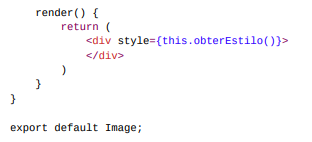 render() {
return (
<div style={this.obterEstilo()}>
</div>
)
}
}
export default Image;